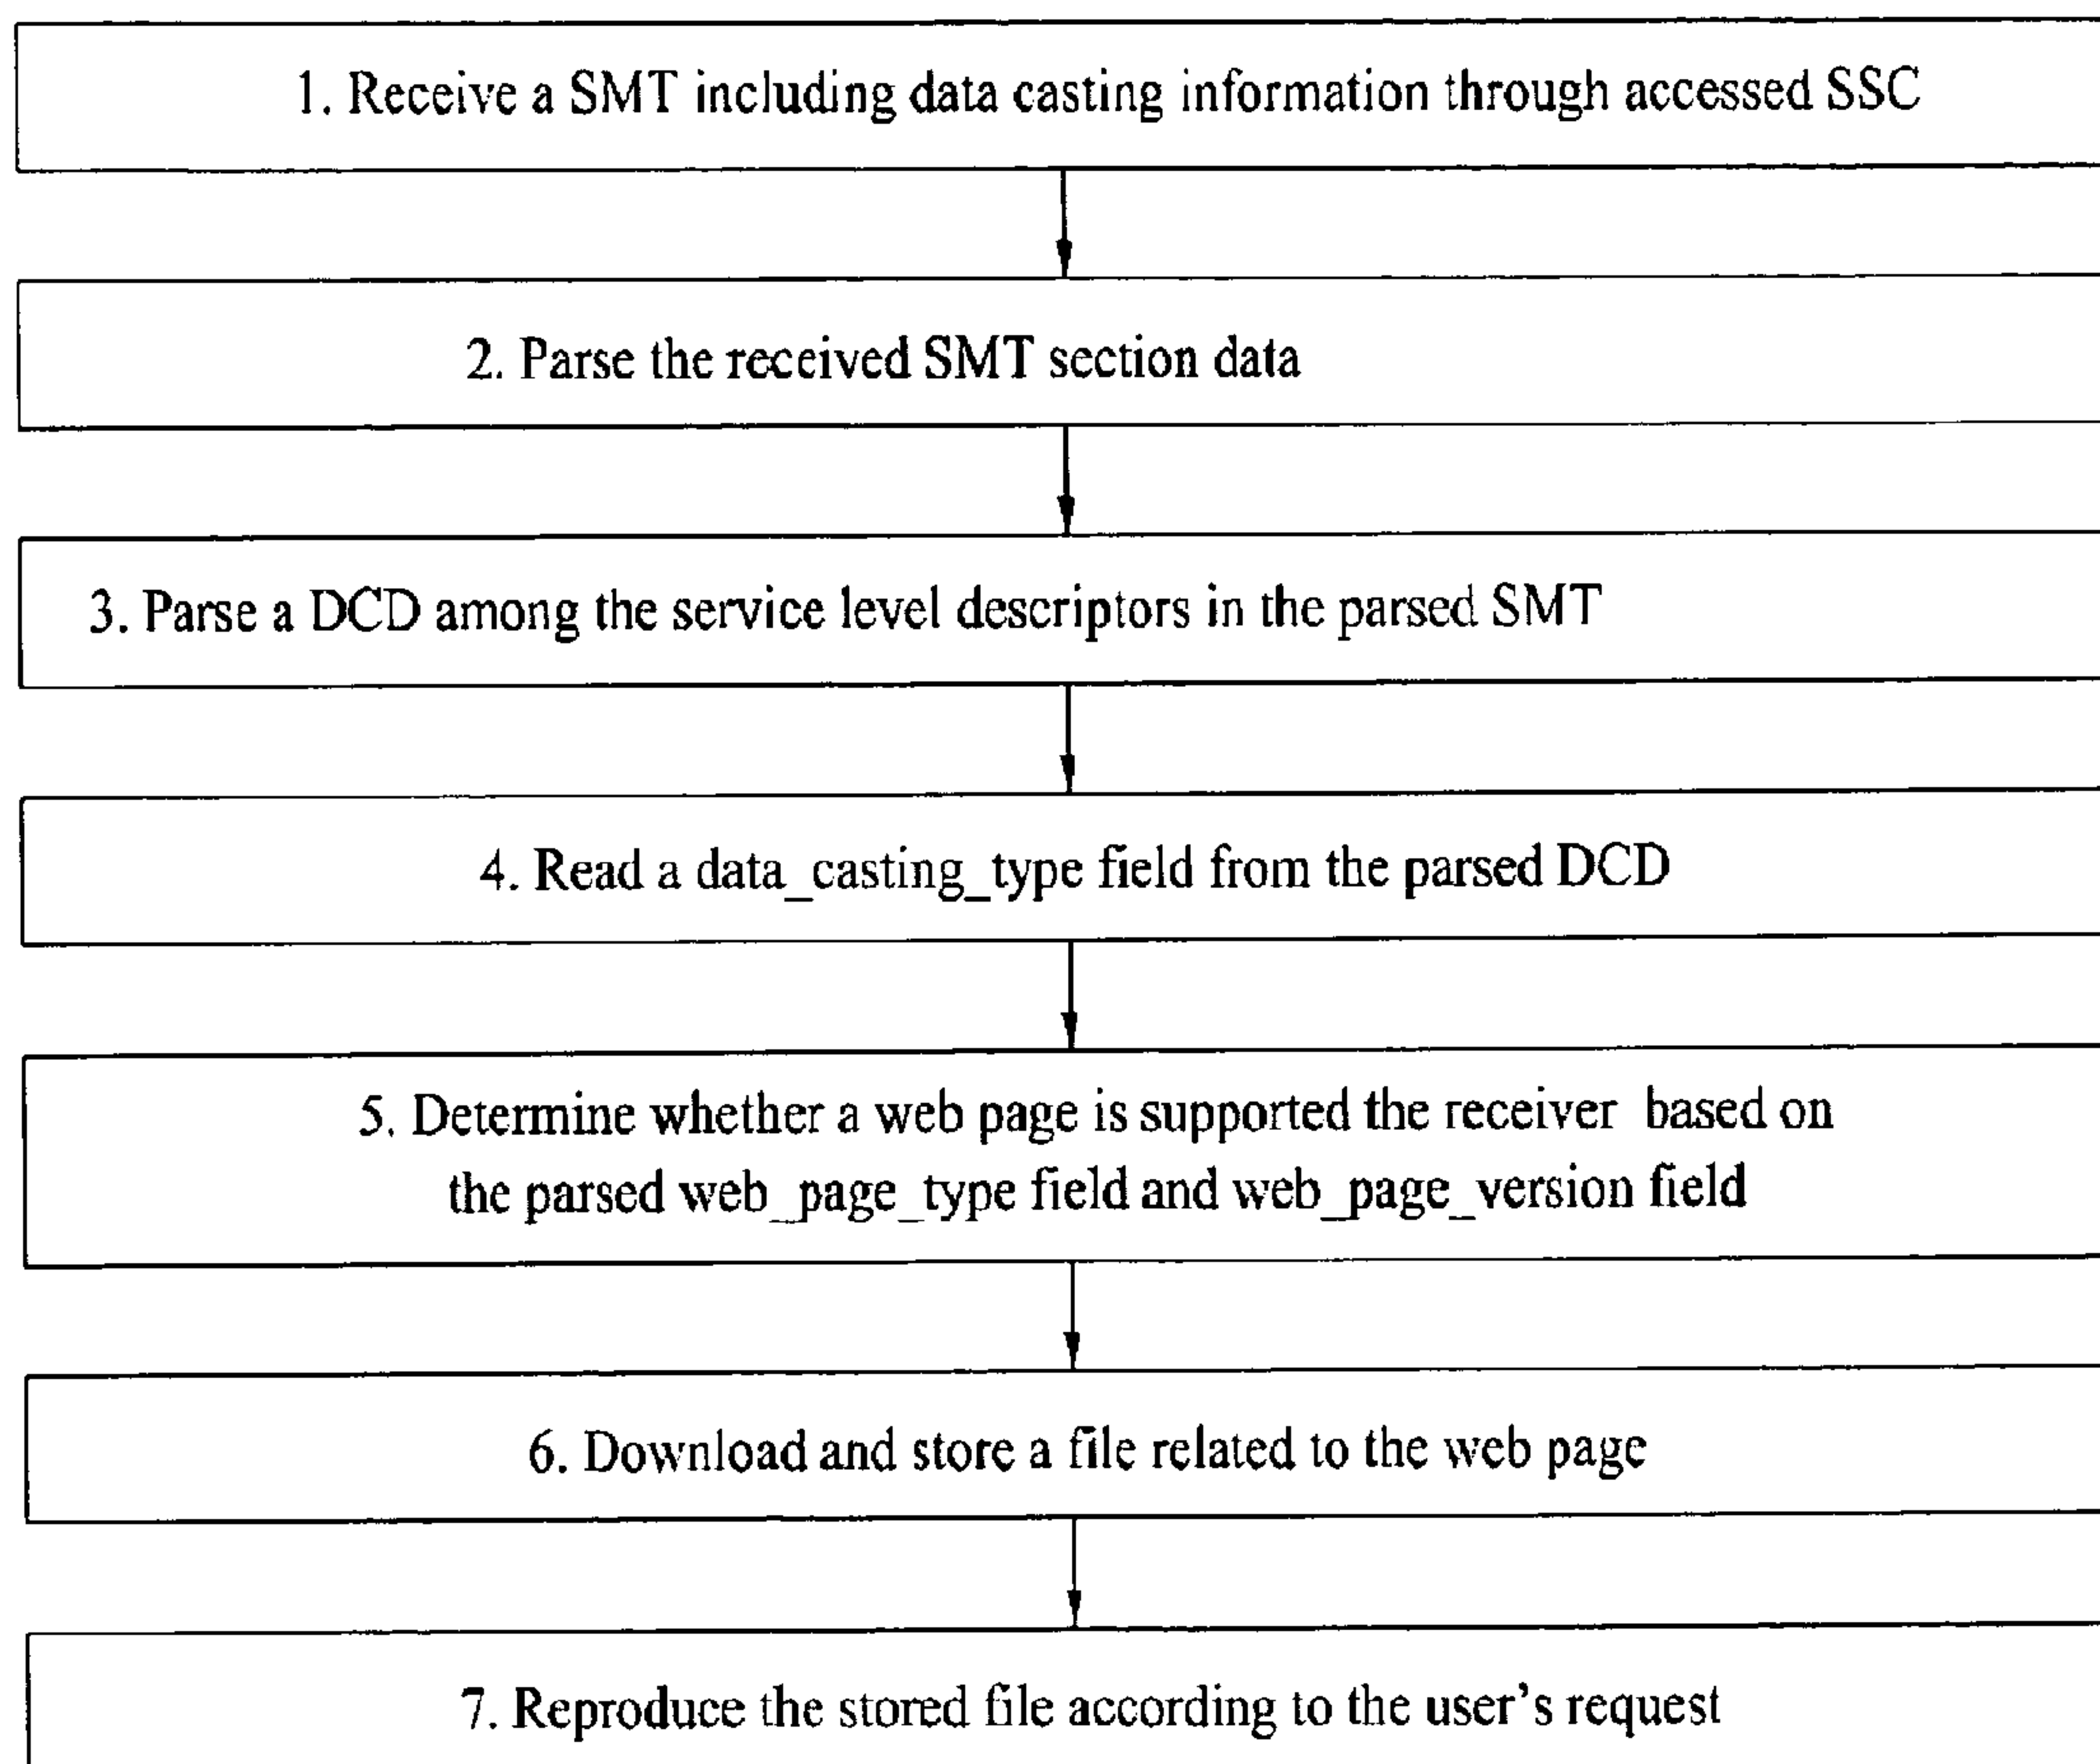 1. Receive a SMT including data casting information through accessed SSC
2. Parse the received SMT section data
3. Parse a DCD among the service level descriptors in the parsed SMT
4. Read a data_casting_type field from the parsed DCD
5. Determine whether a web page is supported the receiver based on
the parsed web_page_type field and web_page_version field
6. Download and store a file related to the web page
7. Reproduce the stored file according to the user's request